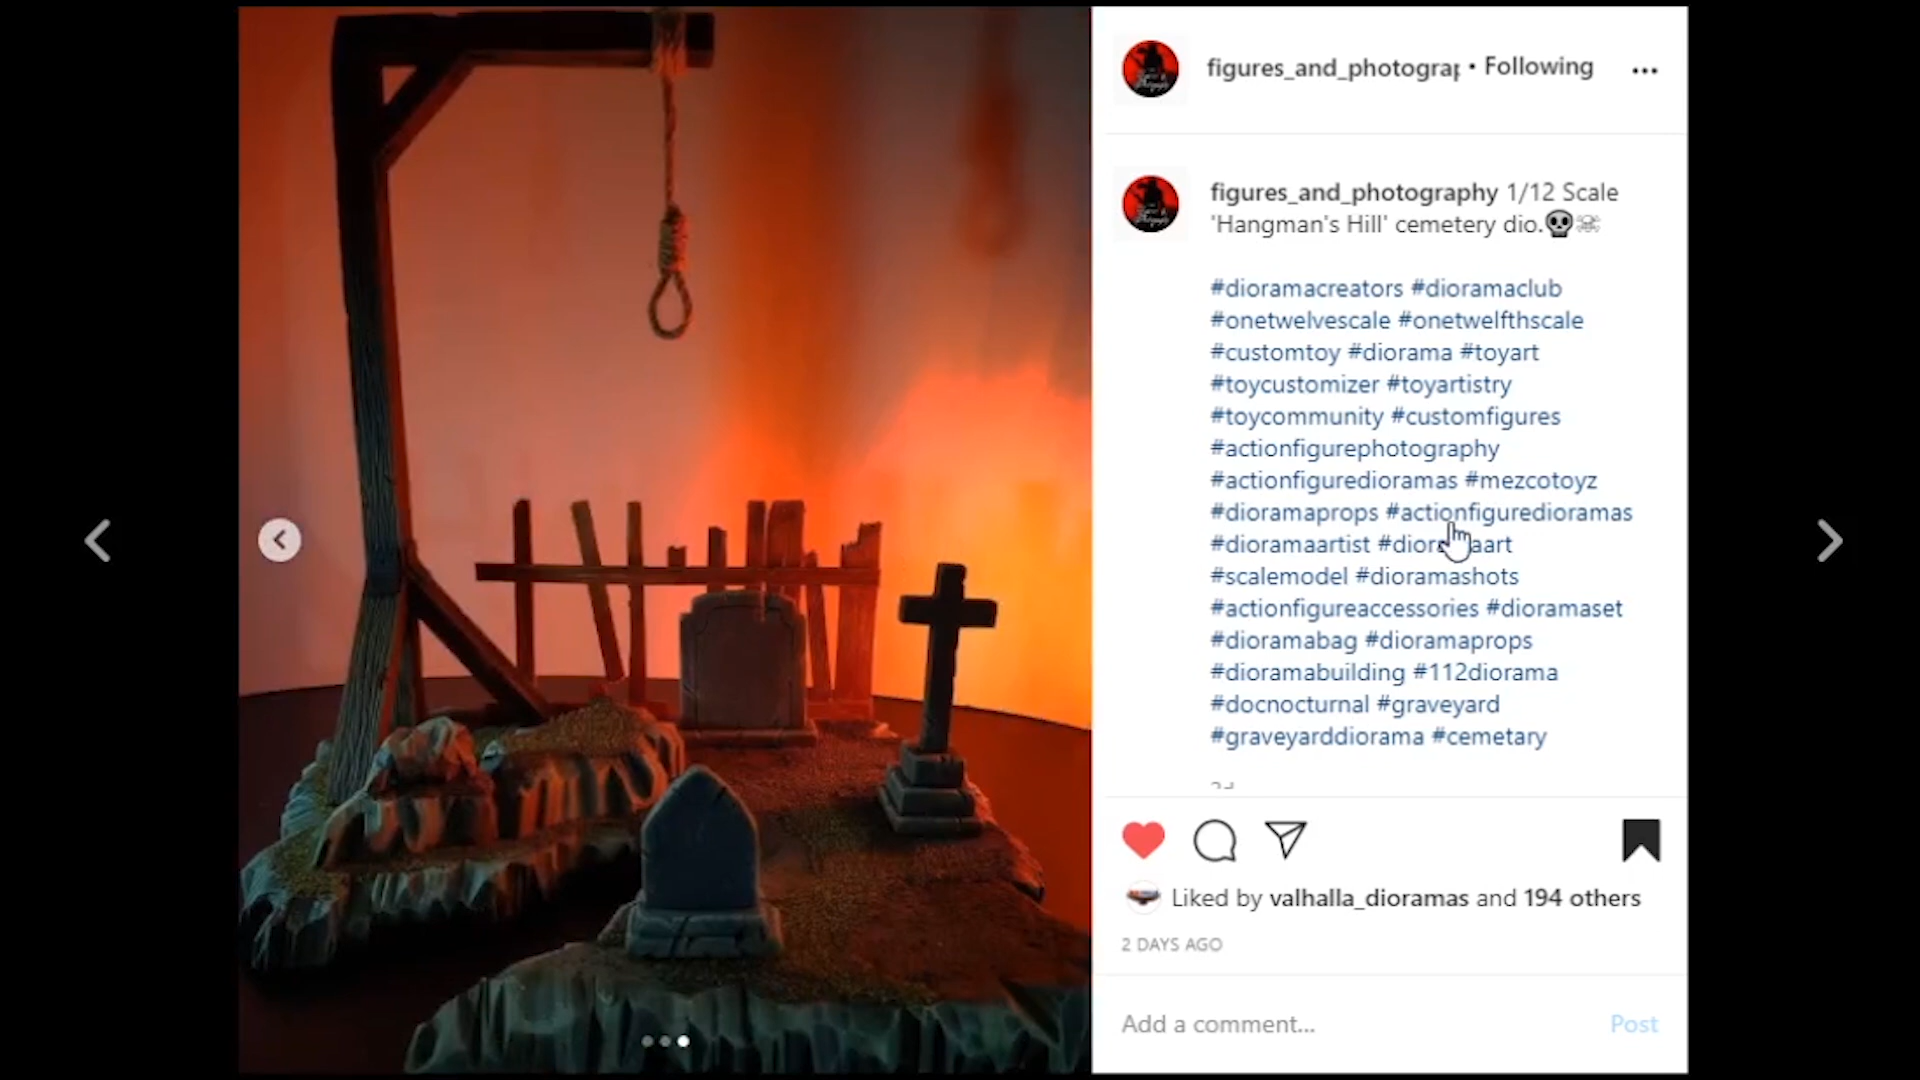 figures_and_photograp • Following
figures_and_photography 1/12 Scale
'Hangman's Hill' cemetery dio.💀☠
#dioramacreators #dioramaclub
#onetwelvescale #onetwelfthscale
#customtoy #diorama #toyart
#toycustomizer #toyartistry
#toycommunity #customfigures
#actionfigurephotography
#actionfiguredioramas #mezcotoyz
#dioramaprops #actionfiguredioramas
#dioramaartist
#scalemodel #dioramashots
#actionfigureaccessories #dioramaset
#dioramabag #dioramaprops
#dioramabuilding #112diorama
#docnocturnal #graveyard
#graveyarddiorama #cemetary
Liked by valhalla_dioramas and 194 others
2 DAYS AGO
Add a comment...
Post